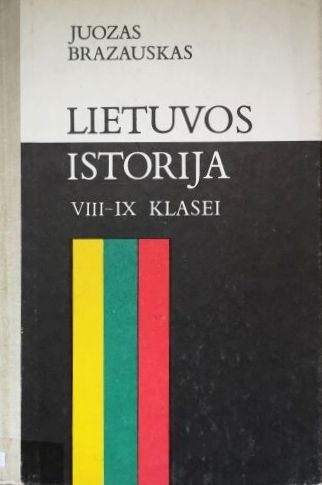 JUOZAS
BRAZAUSKAS
LIETUVOS
ISTORIJA
VIII-IX KLASEI